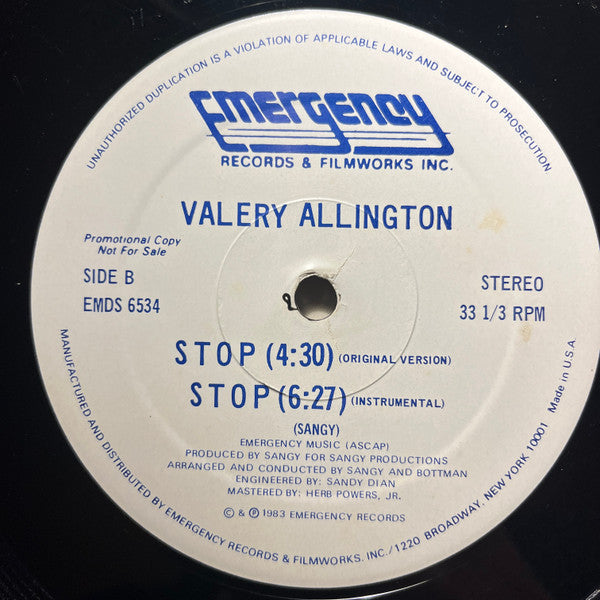 UNAUTHORIZED DUPLICATION IS A VIOLATION OF APPLICABLE LAWS AND SUBJECT TO PROSECUTION
Emergency
RECORDS & FILMWORKS INC.
VALERY ALLINGTON
Promotional Copy
Not For Sale
SIDE B
EMDS 6534
STEREO
33 1/3 RPM
STOP (4:30) (ORIGINAL VERSION)
STOP (6:27) (INSTRUMENTAL)
(SANGY)
EMERGENCY MUSIC (ASCAP)
PRODUCED BY SANGY FOR SANGY PRODUCTIONS
ARRANGED AND CONDUCTED BY SANGY AND BOTTMAN
ENGINEERED BY: SANDY DIAN
MASTERED BY: HERB POWERS, JR.
© & ℗ 1983 EMERGENCY RECORDS
MANUFACTURED AND DISTRIBUTED BY EMERGENCY RECORDS & FILMWORKS. INC./1220 BROADWAY, NEW YORK 10001 Made in U.S.A.